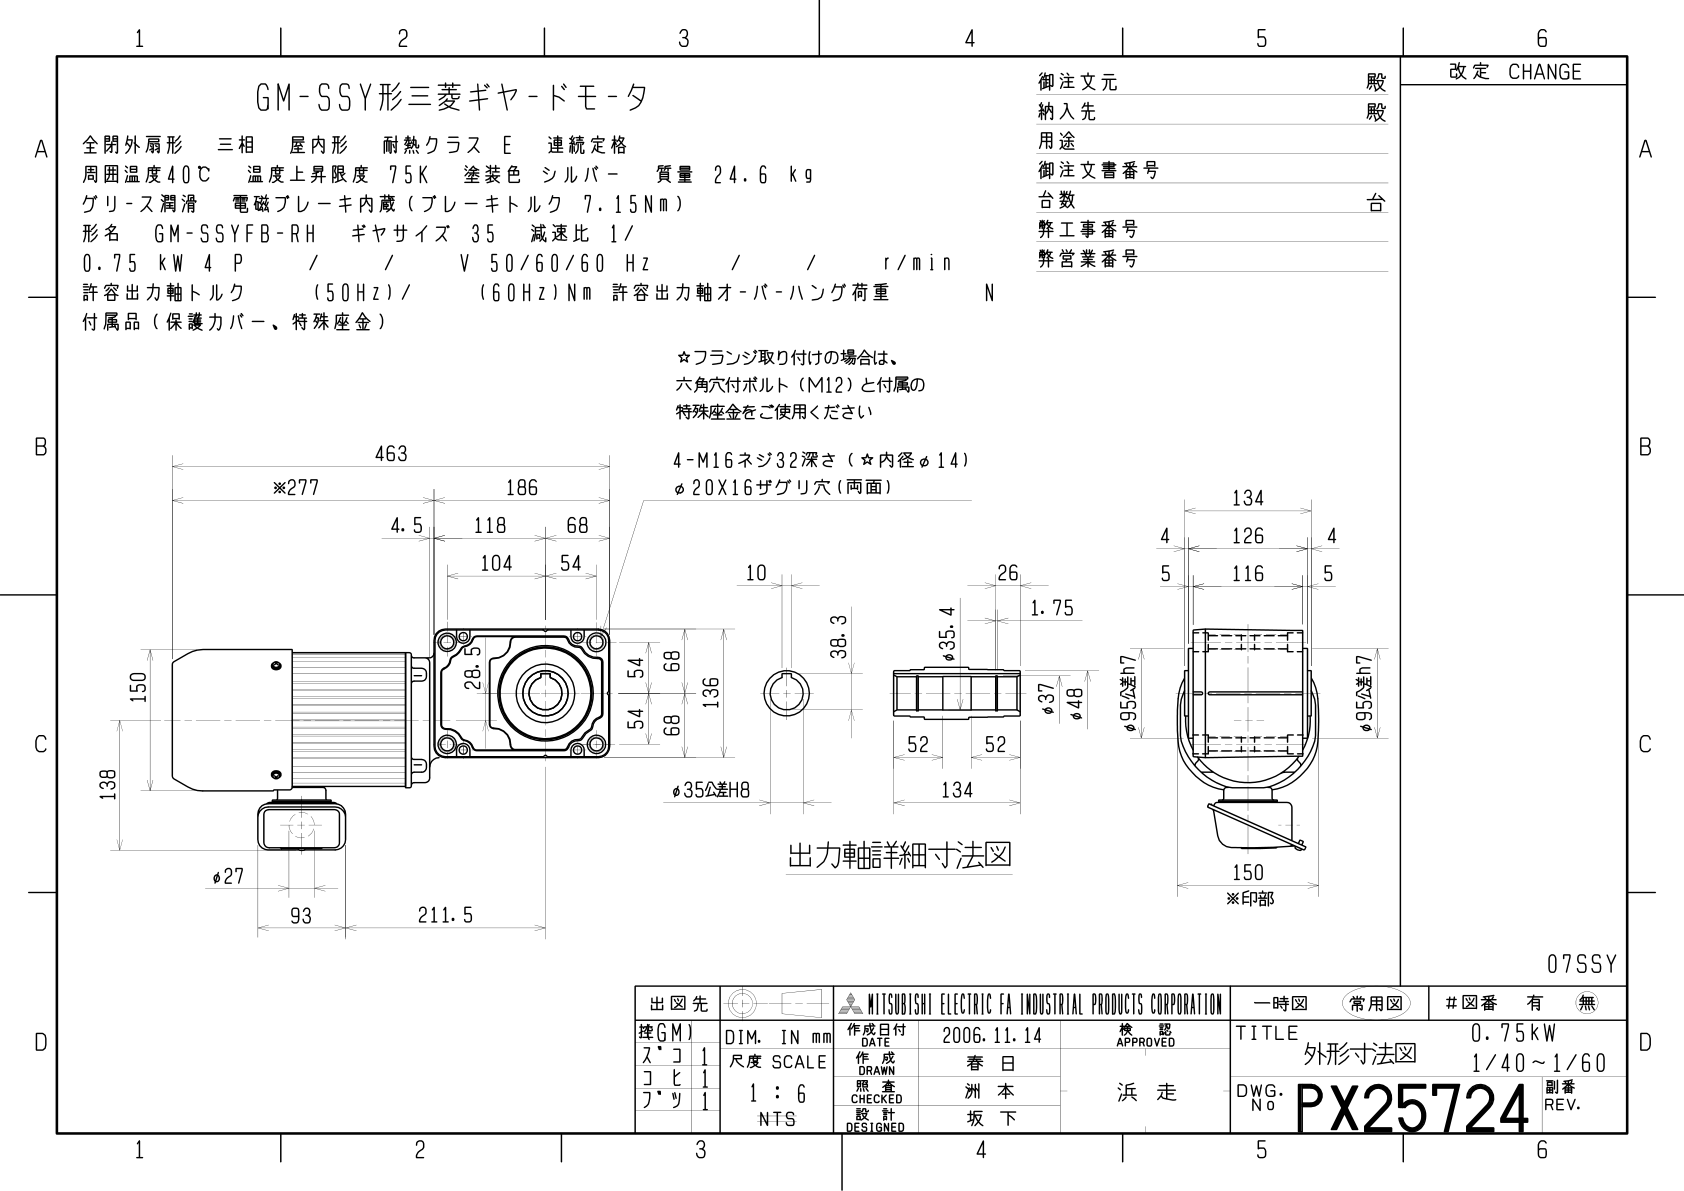 1 2 3 4 5 6
A A
B B
C C
D D
GM-SSY形三菱ギヤ-ドモ-タ
全閉外扇形 三相 屋内形 耐熱クラス E 連続定格
周囲温度40℃ 温度上昇限度 75K 塗装色 シルバ- 質量 24.6 kg
グリ-ス潤滑 電磁ブレ-キ内蔵(ブレ-キトルク 7.15Nm)
形名 GM-SSYFB-RH ギヤサイズ 35 減速比 1/
0.75 kW 4 P / / V 50/60/60 Hz / / r/min
許容出力軸トルク (50Hz)/ (60Hz)Nm 許容出力軸オ-バ-ハング荷重 N
付属品(保護カバー、特殊座金)
御注文元 殿
納入先 殿
用途
御注文書番号
台数 台
弊工事番号
弊営業番号
改定 CHANGE
☆フランジ取り付けの場合は、
六角穴付ボルト(M12)と付属の
特殊座金をご使用ください
4-M16ネジ32深さ(☆内径φ14)
φ20X16ザグリ穴(両面)
463
※277 186
4.5 118 68
104 54
28.5
54 68
136
54 68
150
138
φ27
93 211.5
10
38.3
φ35公差H8
26
1.75
φ35.4
φ37
φ48
52 52
134
出力軸詳細寸法図
134
4 126 4
5 116 5
φ95公差h7 φ95公差h7
150
※印部
07SSY
出図先
GM)
スﾞコ 1
コヒ 1
フﾞツ 1
DIM. IN mm
尺度 SCALE
1 : 6
NTS
MITSUBISHI ELECTRIC FA INDUSTRIAL PRODUCTS CORPORATION
作成日付 DATE 2006.11.14
作成 DRAWN 春日
照査 CHECKED 洲本
設計 DESIGNED 坂下
検認 APPROVED
浜走
一時図 常用図 #図番 有 無
TITLE 0.75kW
外形寸法図 1/40~1/60
DWG. No PX25724 副番 REV.
1 2 3 4 5 6